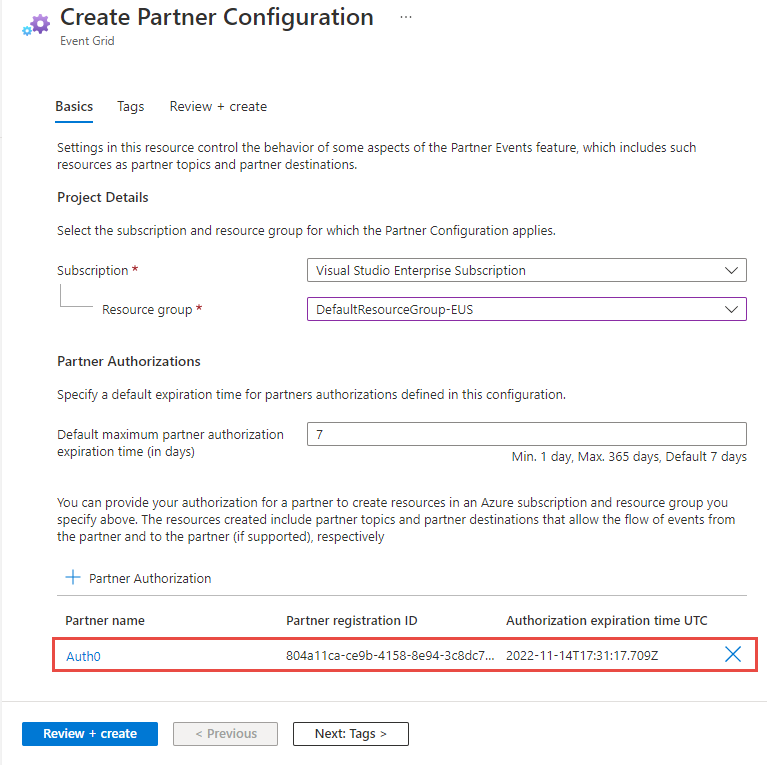 Create Partner Configuration ...
Event Grid
Basics Tags Review + create
Settings in this resource control the behavior of some aspects of the Partner Events feature, which includes such
resources as partner topics and partner destinations.
Project Details
Select the subscription and resource group for which the Partner Configuration applies.
Subscription * Visual Studio Enterprise Subscription
Resource group * DefaultResourceGroup-EUS
Partner Authorizations
Specify a default expiration time for partners authorizations defined in this configuration.
Default maximum partner authorization 7
expiration time (in days)
Min. 1 day, Max. 365 days, Default 7 days
You can provide your authorization for a partner to create resources in an Azure subscription and resource group you
specify above. The resources created include partner topics and partner destinations that allow the flow of events from
the partner and to the partner (if supported), respectively
+ Partner Authorization
Partner name Partner registration ID Authorization expiration time UTC
Auth0 804a11ca-ce9b-4158-8e94-3c8dc7... 2022-11-14T17:31:17.709Z
Review + create < Previous Next: Tags >